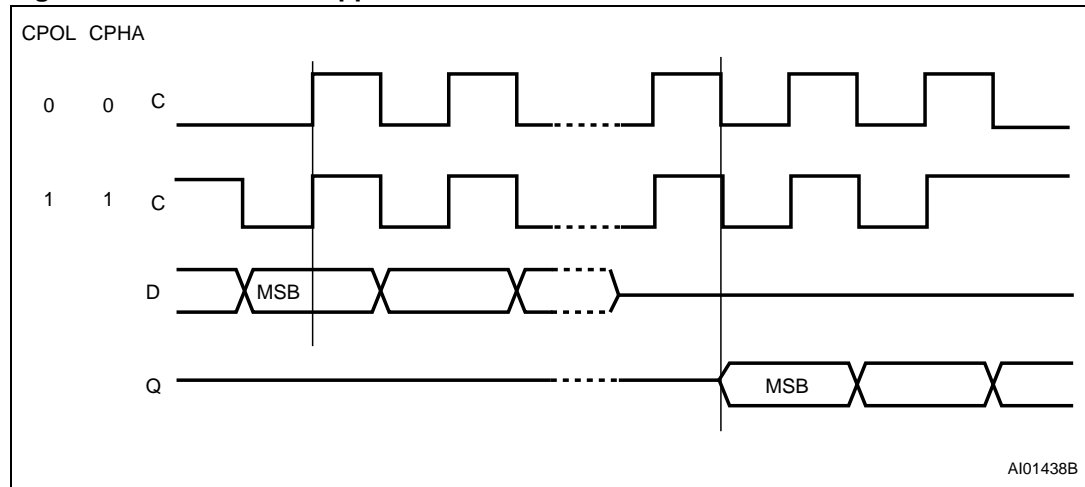 CPOL CPHA
0 0 C
1 1 C
D MSB
Q MSB
AI01438B